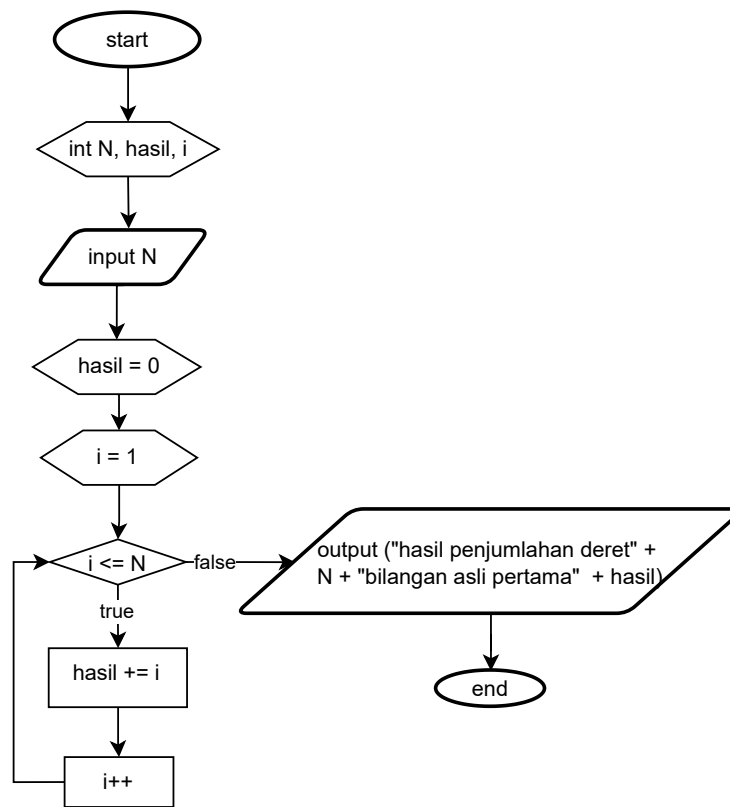 start
int N, hasil, i
input N
hasil = 0
i = 1
i <= N
false
output ("hasil penjumlahan deret" +
N + "bilangan asli pertama"  + hasil)
true
hasil += i
end
i++